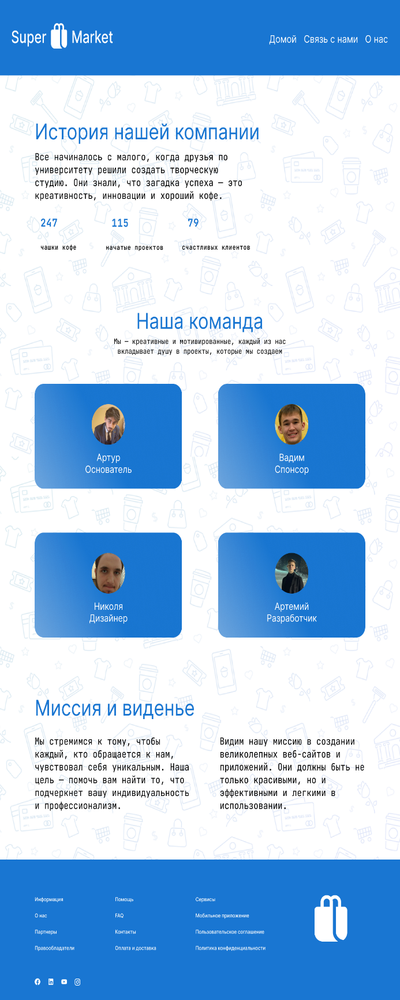 Super Market
Домой Связь с нами О нас
История нашей компании
Все начиналось с малого, когда друзья по
университету решили создать творческую
студию. Они знали, что загадка успеха — это
креативность, инновации и хороший кофе.
247 115 79
чашки кофе начатые проектов счастливых клиентов
Наша команда
Мы — креативные и мотивированные, каждый из нас
вкладывает душу в проекты, которые мы создаем
Артур
Основатель
Вадим
Спонсор
Николя
Дизайнер
Артемий
Разработчик
Миссия и виденье
Мы стремимся к тому, чтобы
каждый, кто обращается к нам,
чувствовал себя уникальным. Наша
цель — помочь вам найти то, что
подчеркнет вашу индивидуальность
и профессионализм.
Видим нашу миссию в создании
великолепных веб-сайтов и
приложений. Они должны быть не
только красивыми, но и
эффективными и легкими в
использовании.
Информация
О нас
Партнеры
Правообладатели
Помощь
FAQ
Контакты
Оплата и доставка
Сервисы
Мобильное приложение
Пользовательское соглашение
Политика конфиденциальности